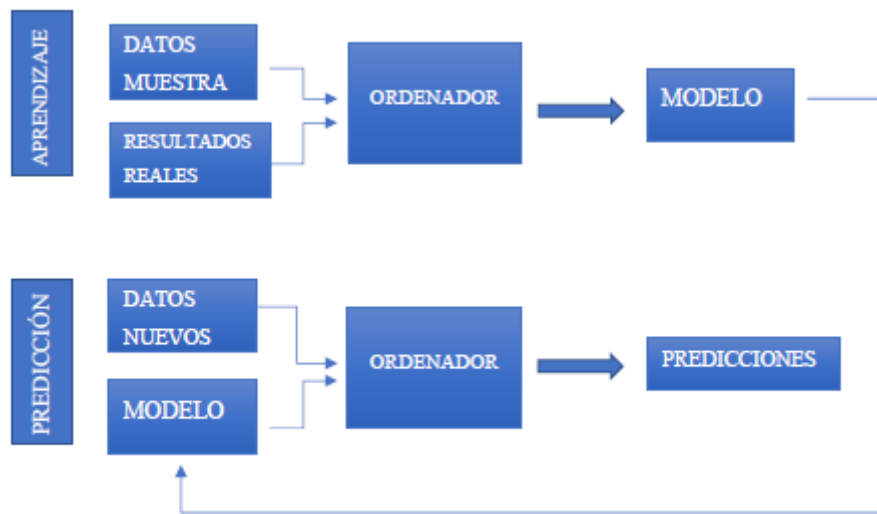 APRENDIZAJE
DATOS
MUESTRA
RESULTADOS
REALES
ORDENADOR
MODELO
PREDICCIÓN
DATOS
NUEVOS
MODELO
ORDENADOR
PREDICCIONES